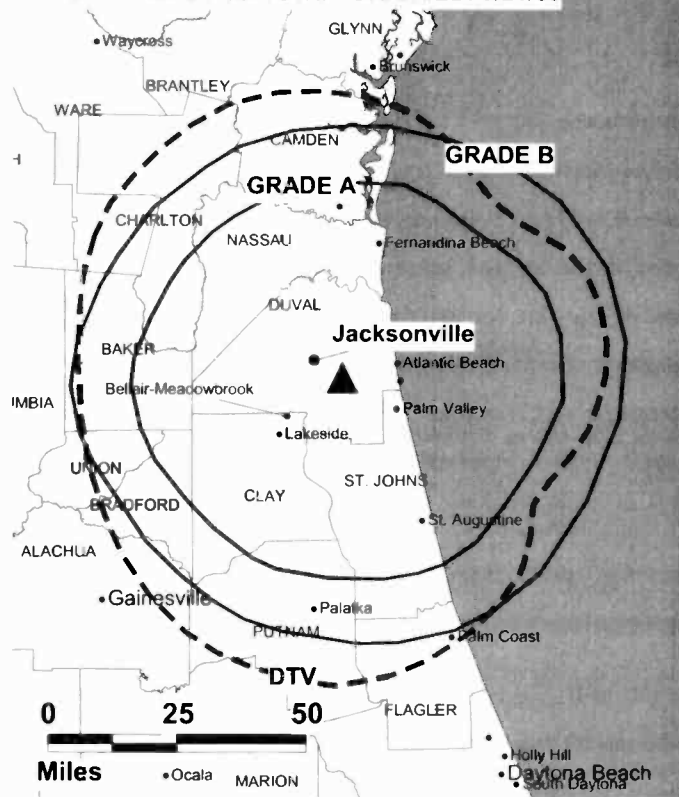 GLYNN
Waycross
Brunswick
BRANTLEY
WARE
CAMDEN
GRADE B
GRADE A
CHARLTON
NASSAU
Fernandina Beach
DUVAL
Jacksonville
BAKER
Atlantic Beach
Bellair-Meadowbrook
UMBIA
Palm Valley
Lakeside
UNION
ST. JOHNS
CLAY
BRADFORD
St. Augustine
ALACHUA
Gainesville
Palatka
PUTNAM
Palm Coast
DTV
0 25 50
FLAGLER
Miles
Holly Hill
Ocala
MARION
Daytona Beach
South Daytona